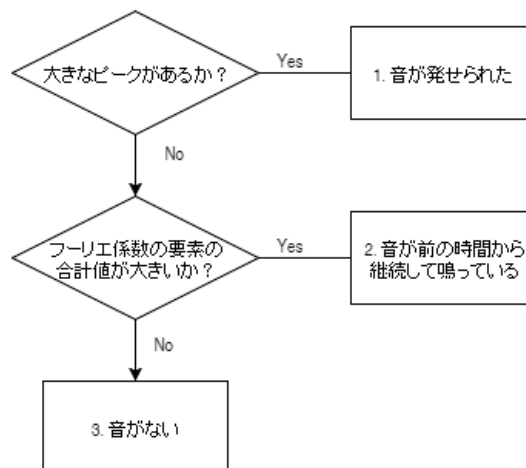 大きなピークがあるか？
Yes
1. 音が発せられた
No
フーリエ係数の要素の
合計値が大きいか？
Yes
2. 音が前の時間から
継続して鳴っている
No
3. 音がない